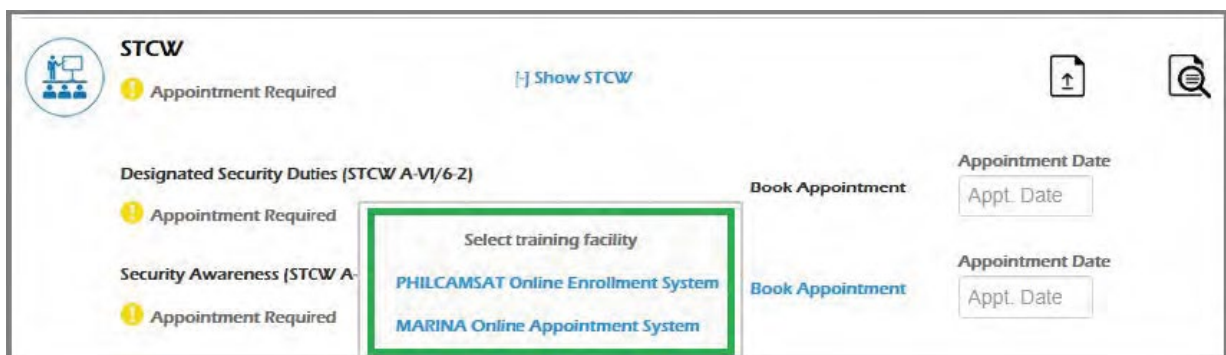 STCW
Appointment Required
[-] Show STCW
Designated Security Duties (STCW A-VI/6-2)
Appointment Required
Book Appointment
Appointment Date
Appt. Date
Select training facility
PHILCAMSAT Online Enrollment System
MARINA Online Appointment System
Security Awareness (STCW A-
Appointment Required
Book Appointment
Appointment Date
Appt. Date